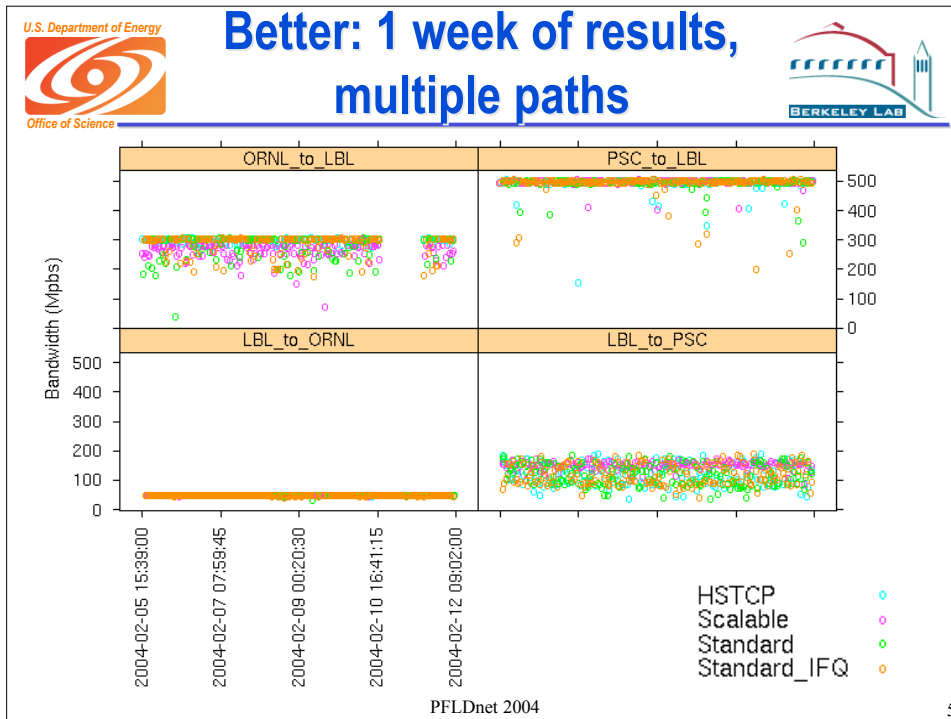 U.S. Department of Energy
Office of Science
Better: 1 week of results,
multiple paths
BERKELEY LAB
ORNL_to_LBL
PSC_to_LBL
500
400
300
200
100
0
LBL_to_ORNL
LBL_to_PSC
Bandwidth (Mpbs)
500
400
300
200
100
0
2004-02-05 15:39:00
2004-02-07 07:59:45
2004-02-09 00:20:30
2004-02-10 16:41:15
2004-02-12 09:02:00
HSTCP
Scalable
Standard
Standard_IFQ
PFLDnet 2004